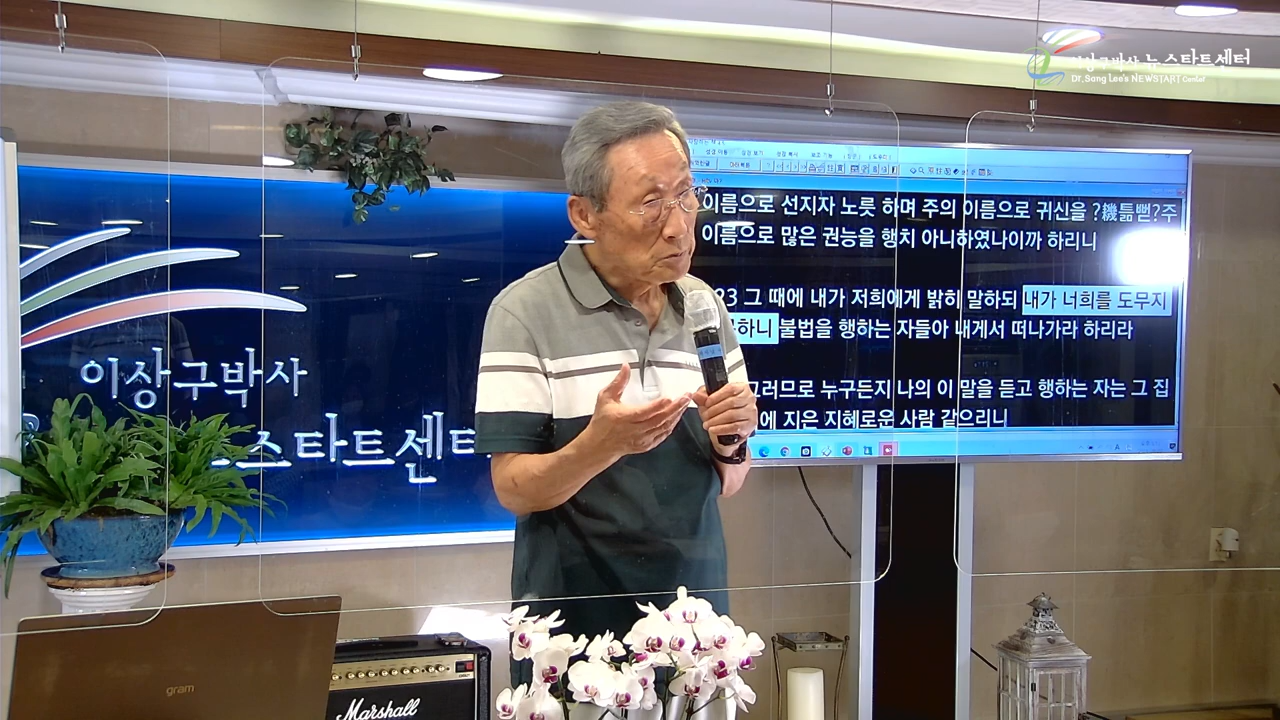 이상구박사 뉴스타트센터
Dr. Sang Lee's NEWSTART Center
이름으로 선지자 노릇 하며 주의 이름으로 귀신을 ?機틂뻗?주
이름으로 많은 권능을 행치 아니하였나이까 하리니
23 그 때에 내가 저희에게 밝히 말하되 내가 너희를 도무지
하니 불법을 행하는 자들아 내게서 떠나가라 하리라
그러므로 누구든지 나의 이 말을 듣고 행하는 자는 그 집
에 지은 지혜로운 사람 같으리니
이상구박사
뉴스타트센터
gram
Marshall